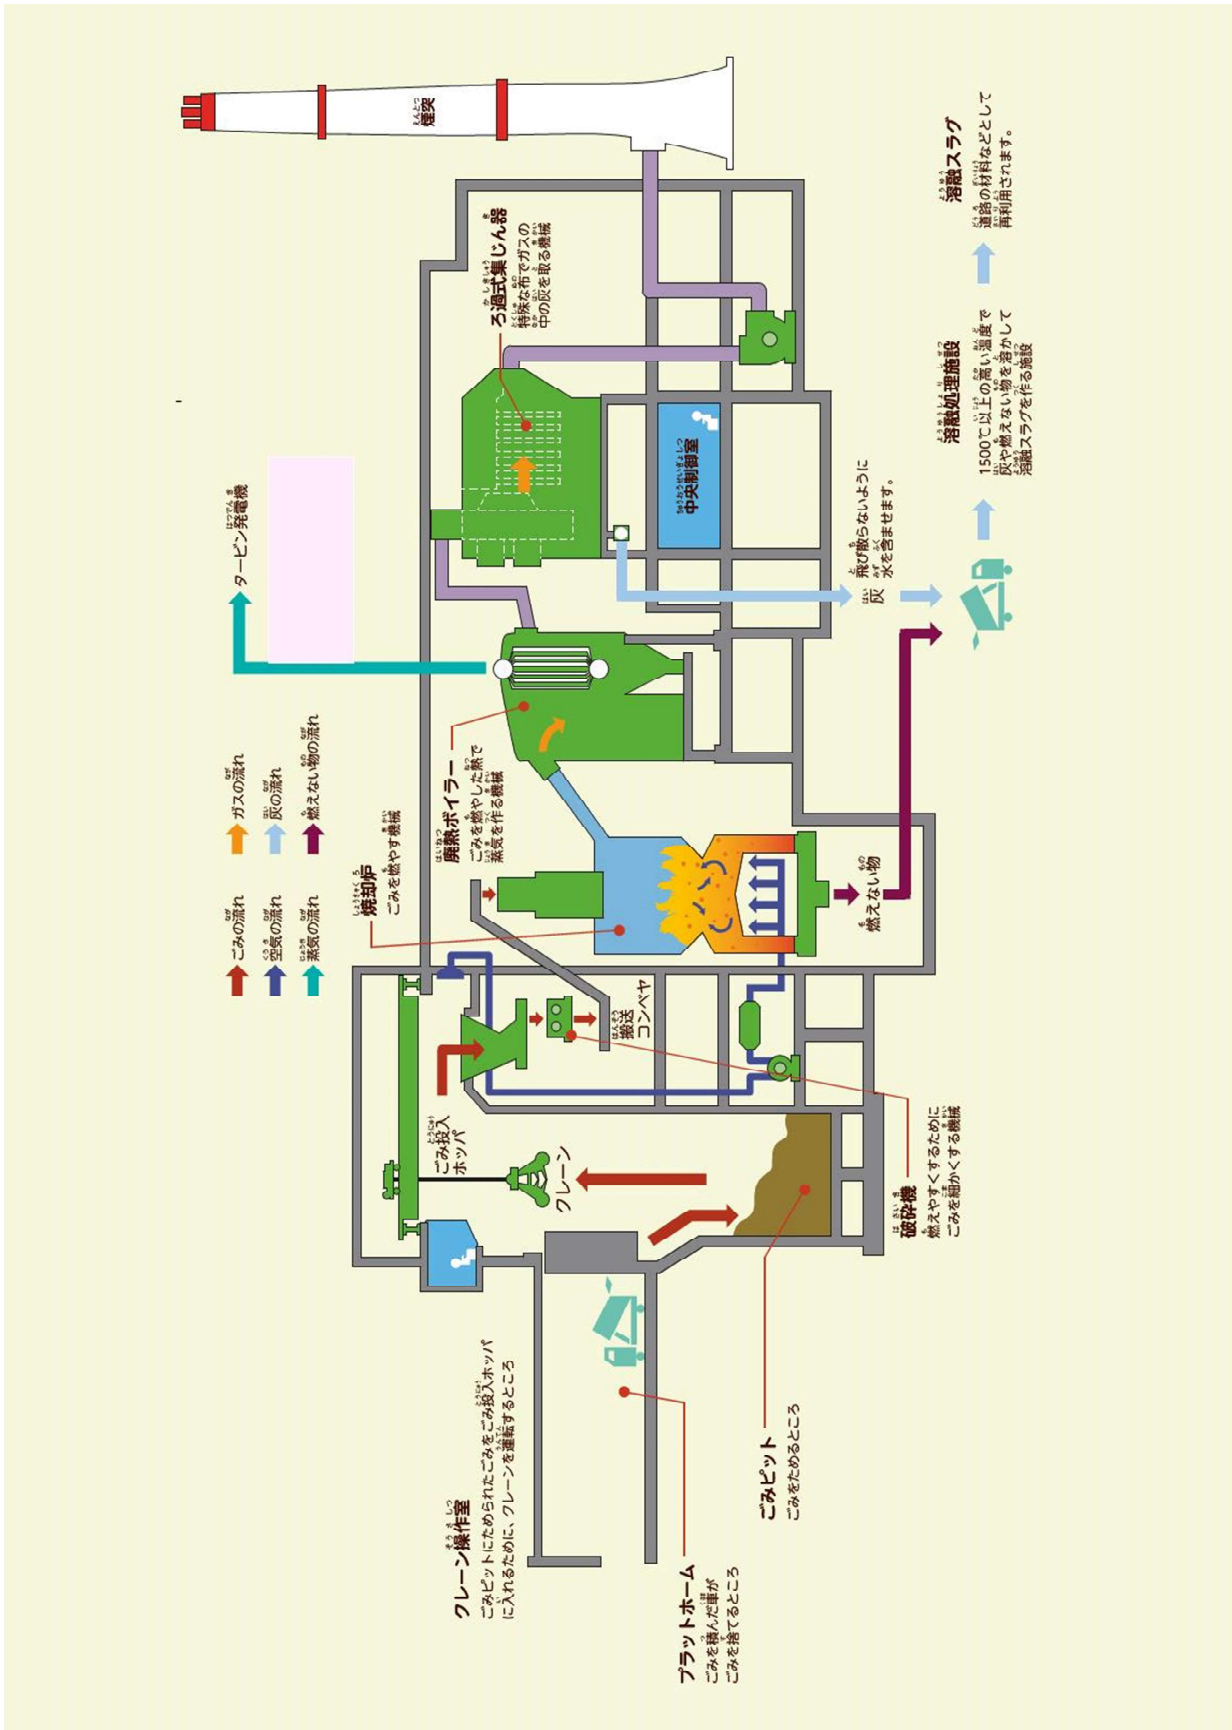 ごみの流れ
ガスの流れ
空気の流れ
灰の流れ
蒸気の流れ
燃えない物の流れ
タービン発電機
煙突
焼却炉
ごみを燃やす機械
廃熱ボイラー
ごみを燃やした熱で
蒸気を作る機械
ろ過式集じん器
特殊な布でガスの
中の灰を取る機械
クレーン操作室
ごみピットにためられたごみをごみ投入ホッパ
に入れるために、クレーンを運転するところ
ごみ投入
ホッパ
クレーン
搬送
コンベヤ
中央制御室
プラットホーム
ごみを積んだ車が
ごみを捨てるところ
ごみピット
ごみをためるところ
破砕機
燃えやすくするために
ごみを細かくする機械
燃えない物
灰
飛び散らないように
水を含ませます。
溶融処理施設
1500℃以上の高い温度で
灰や燃えない物を溶かして
溶融スラグを作る施設
溶融スラグ
道路の材料などとして
再利用されます。